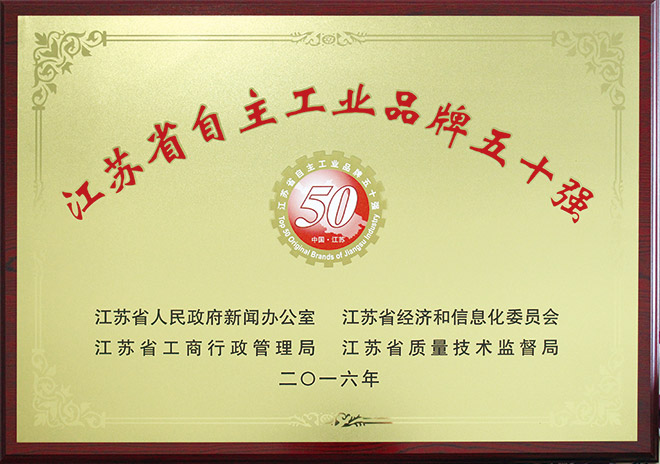 江苏省自主工业品牌五十强
江苏省自主工业品牌五十强
50
中国·江苏
Top 50 Original Brands of Jiangsu Industry
江苏省人民政府新闻办公室 江苏省经济和信息化委员会
江苏省工商行政管理局 江苏省质量技术监督局
二〇一六年